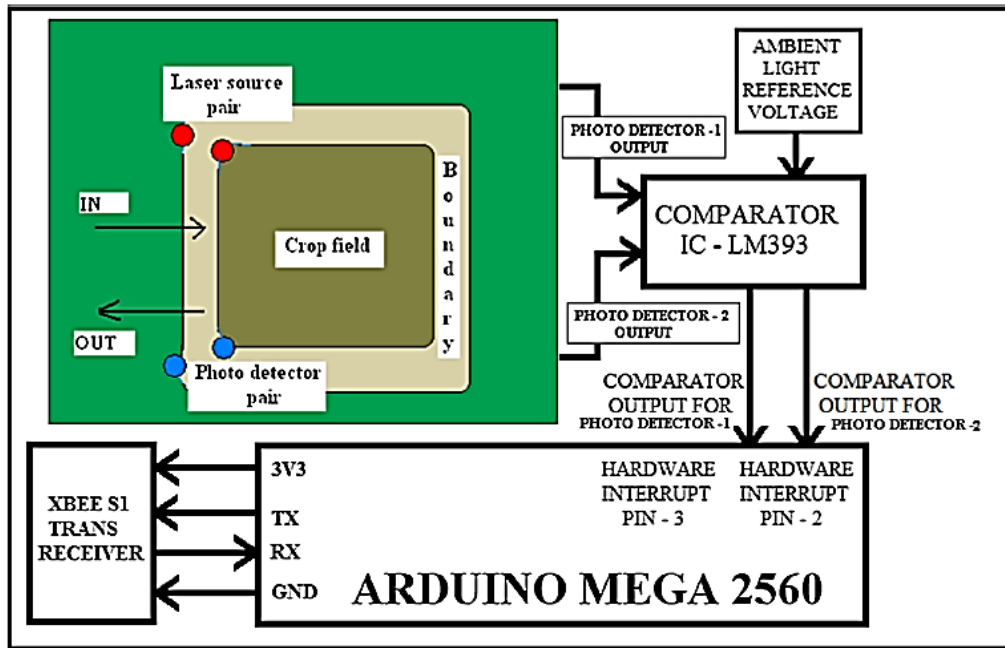 Laser source
pair
IN
OUT
Crop field
B
o
u
n
d
a
r
y
Photo detector
pair
PHOTO DETECTOR -1
OUTPUT
PHOTO DETECTOR - 2
OUTPUT
AMBIENT
LIGHT
REFERENCE
VOLTAGE
COMPARATOR
IC - LM393
COMPARATOR
OUTPUT FOR
PHOTO DETECTOR -1
COMPARATOR
OUTPUT FOR
PHOTO DETECTOR -2
XBEE S1
TRANS
RECEIVER
3V3
TX
RX
GND
HARDWARE
INTERRUPT
PIN - 3
HARDWARE
INTERRUPT
PIN - 2
ARDUINO MEGA 2560